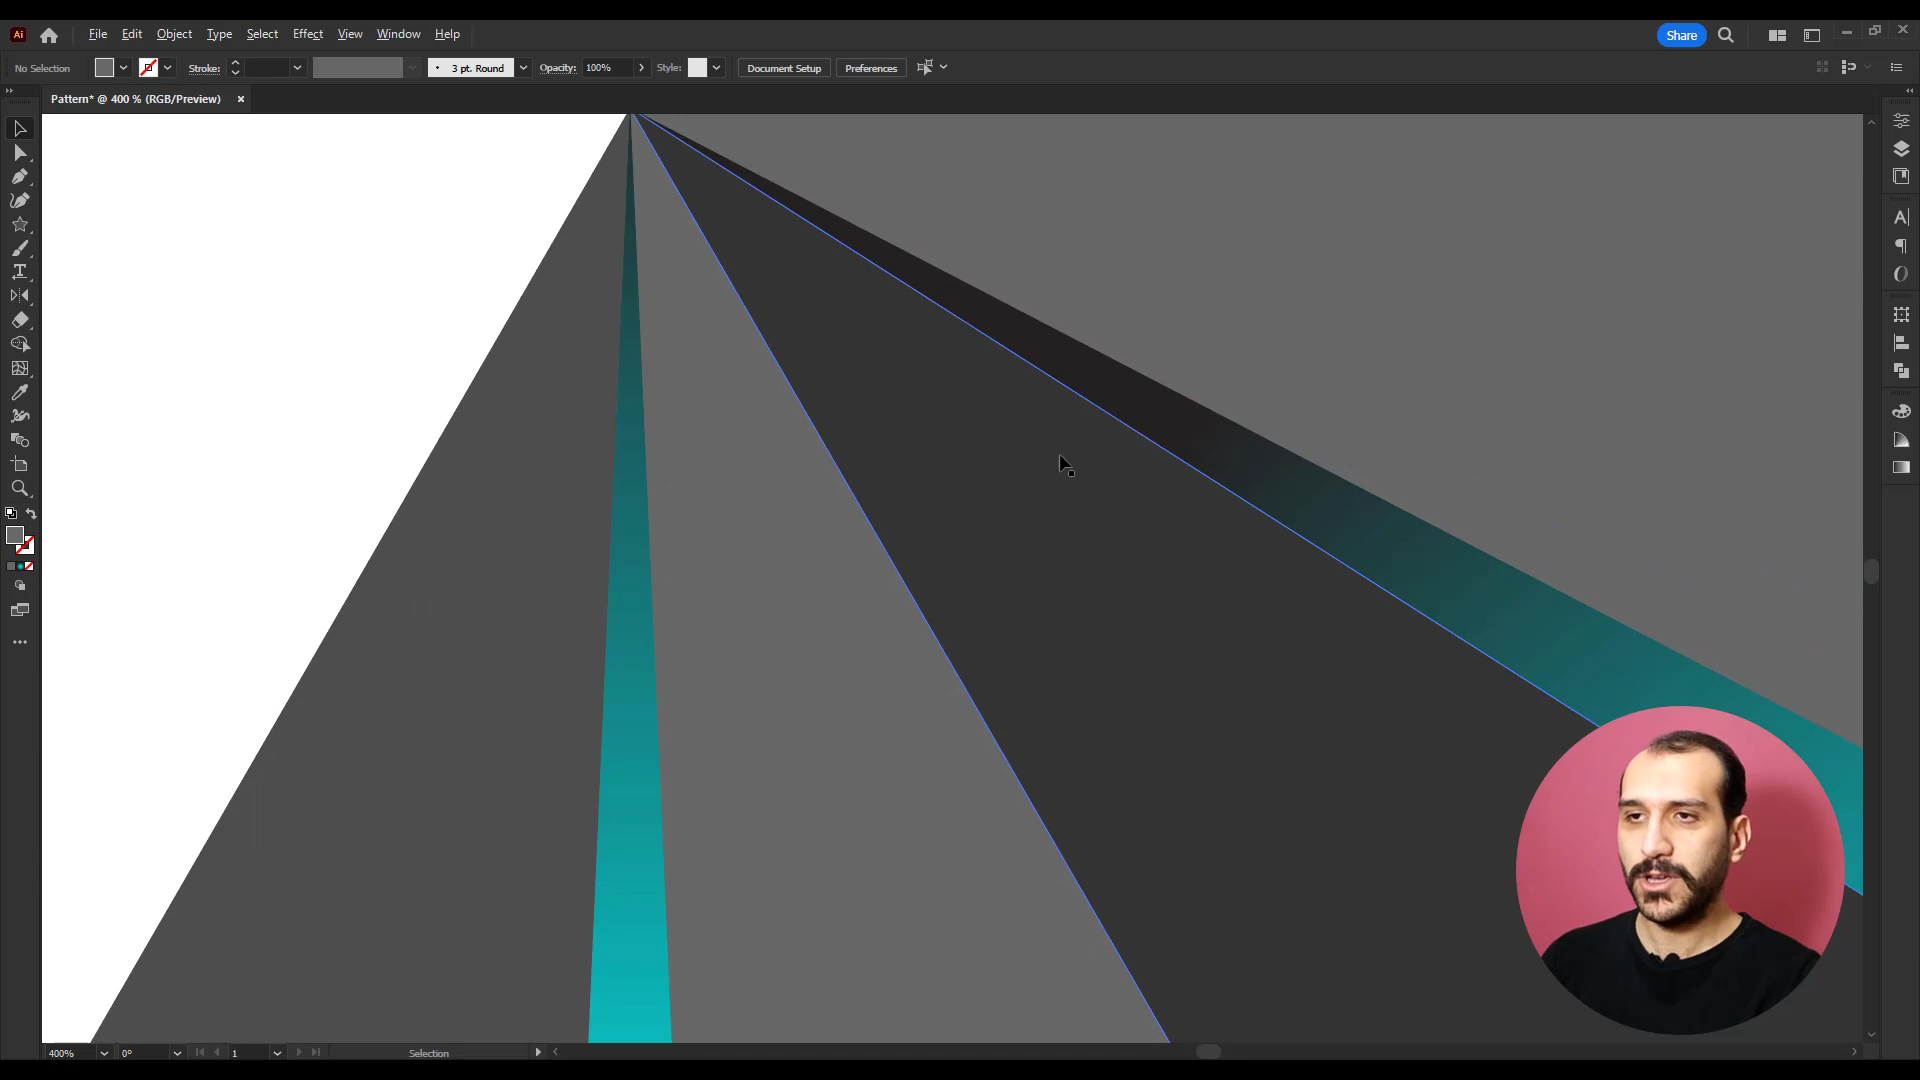 Ai File Edit Object Type Select Effect View Window Help Share
No Selection Stroke: 3 pt. Round Opacity: 100% Style: Document Setup Preferences
Pattern* @ 400 % (RGB/Preview)
400% 0° 1 Selection